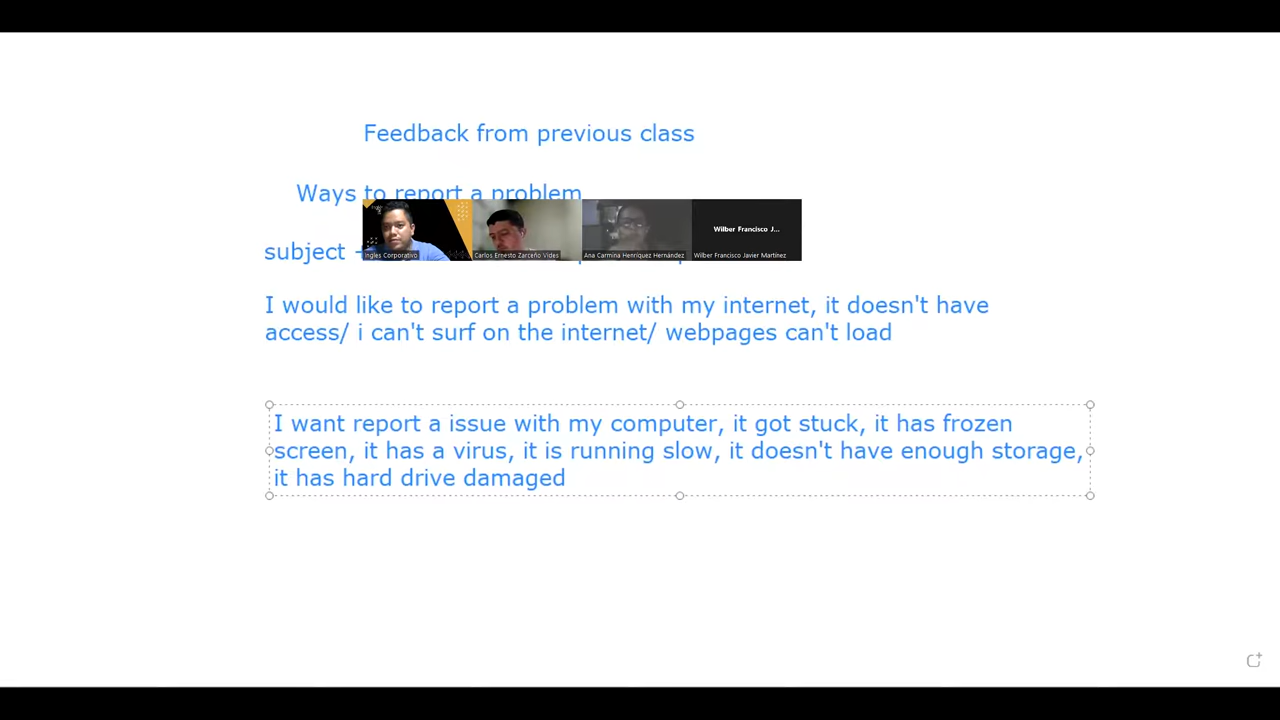 Feedback from previous class
Ways to report a problem
Ingles Corporativo
Carlos Ernesto Zarceño Vides
Ana Carmina Henríquez Hernández
Wilber Francisco J...
Wilber Francisco Javier Martínez
subject
I would like to report a problem with my internet, it doesn't have
access/ i can't surf on the internet/ webpages can't load
I want report a issue with my computer, it got stuck, it has frozen
screen, it has a virus, it is running slow, it doesn't have enough storage,
it has hard drive damaged